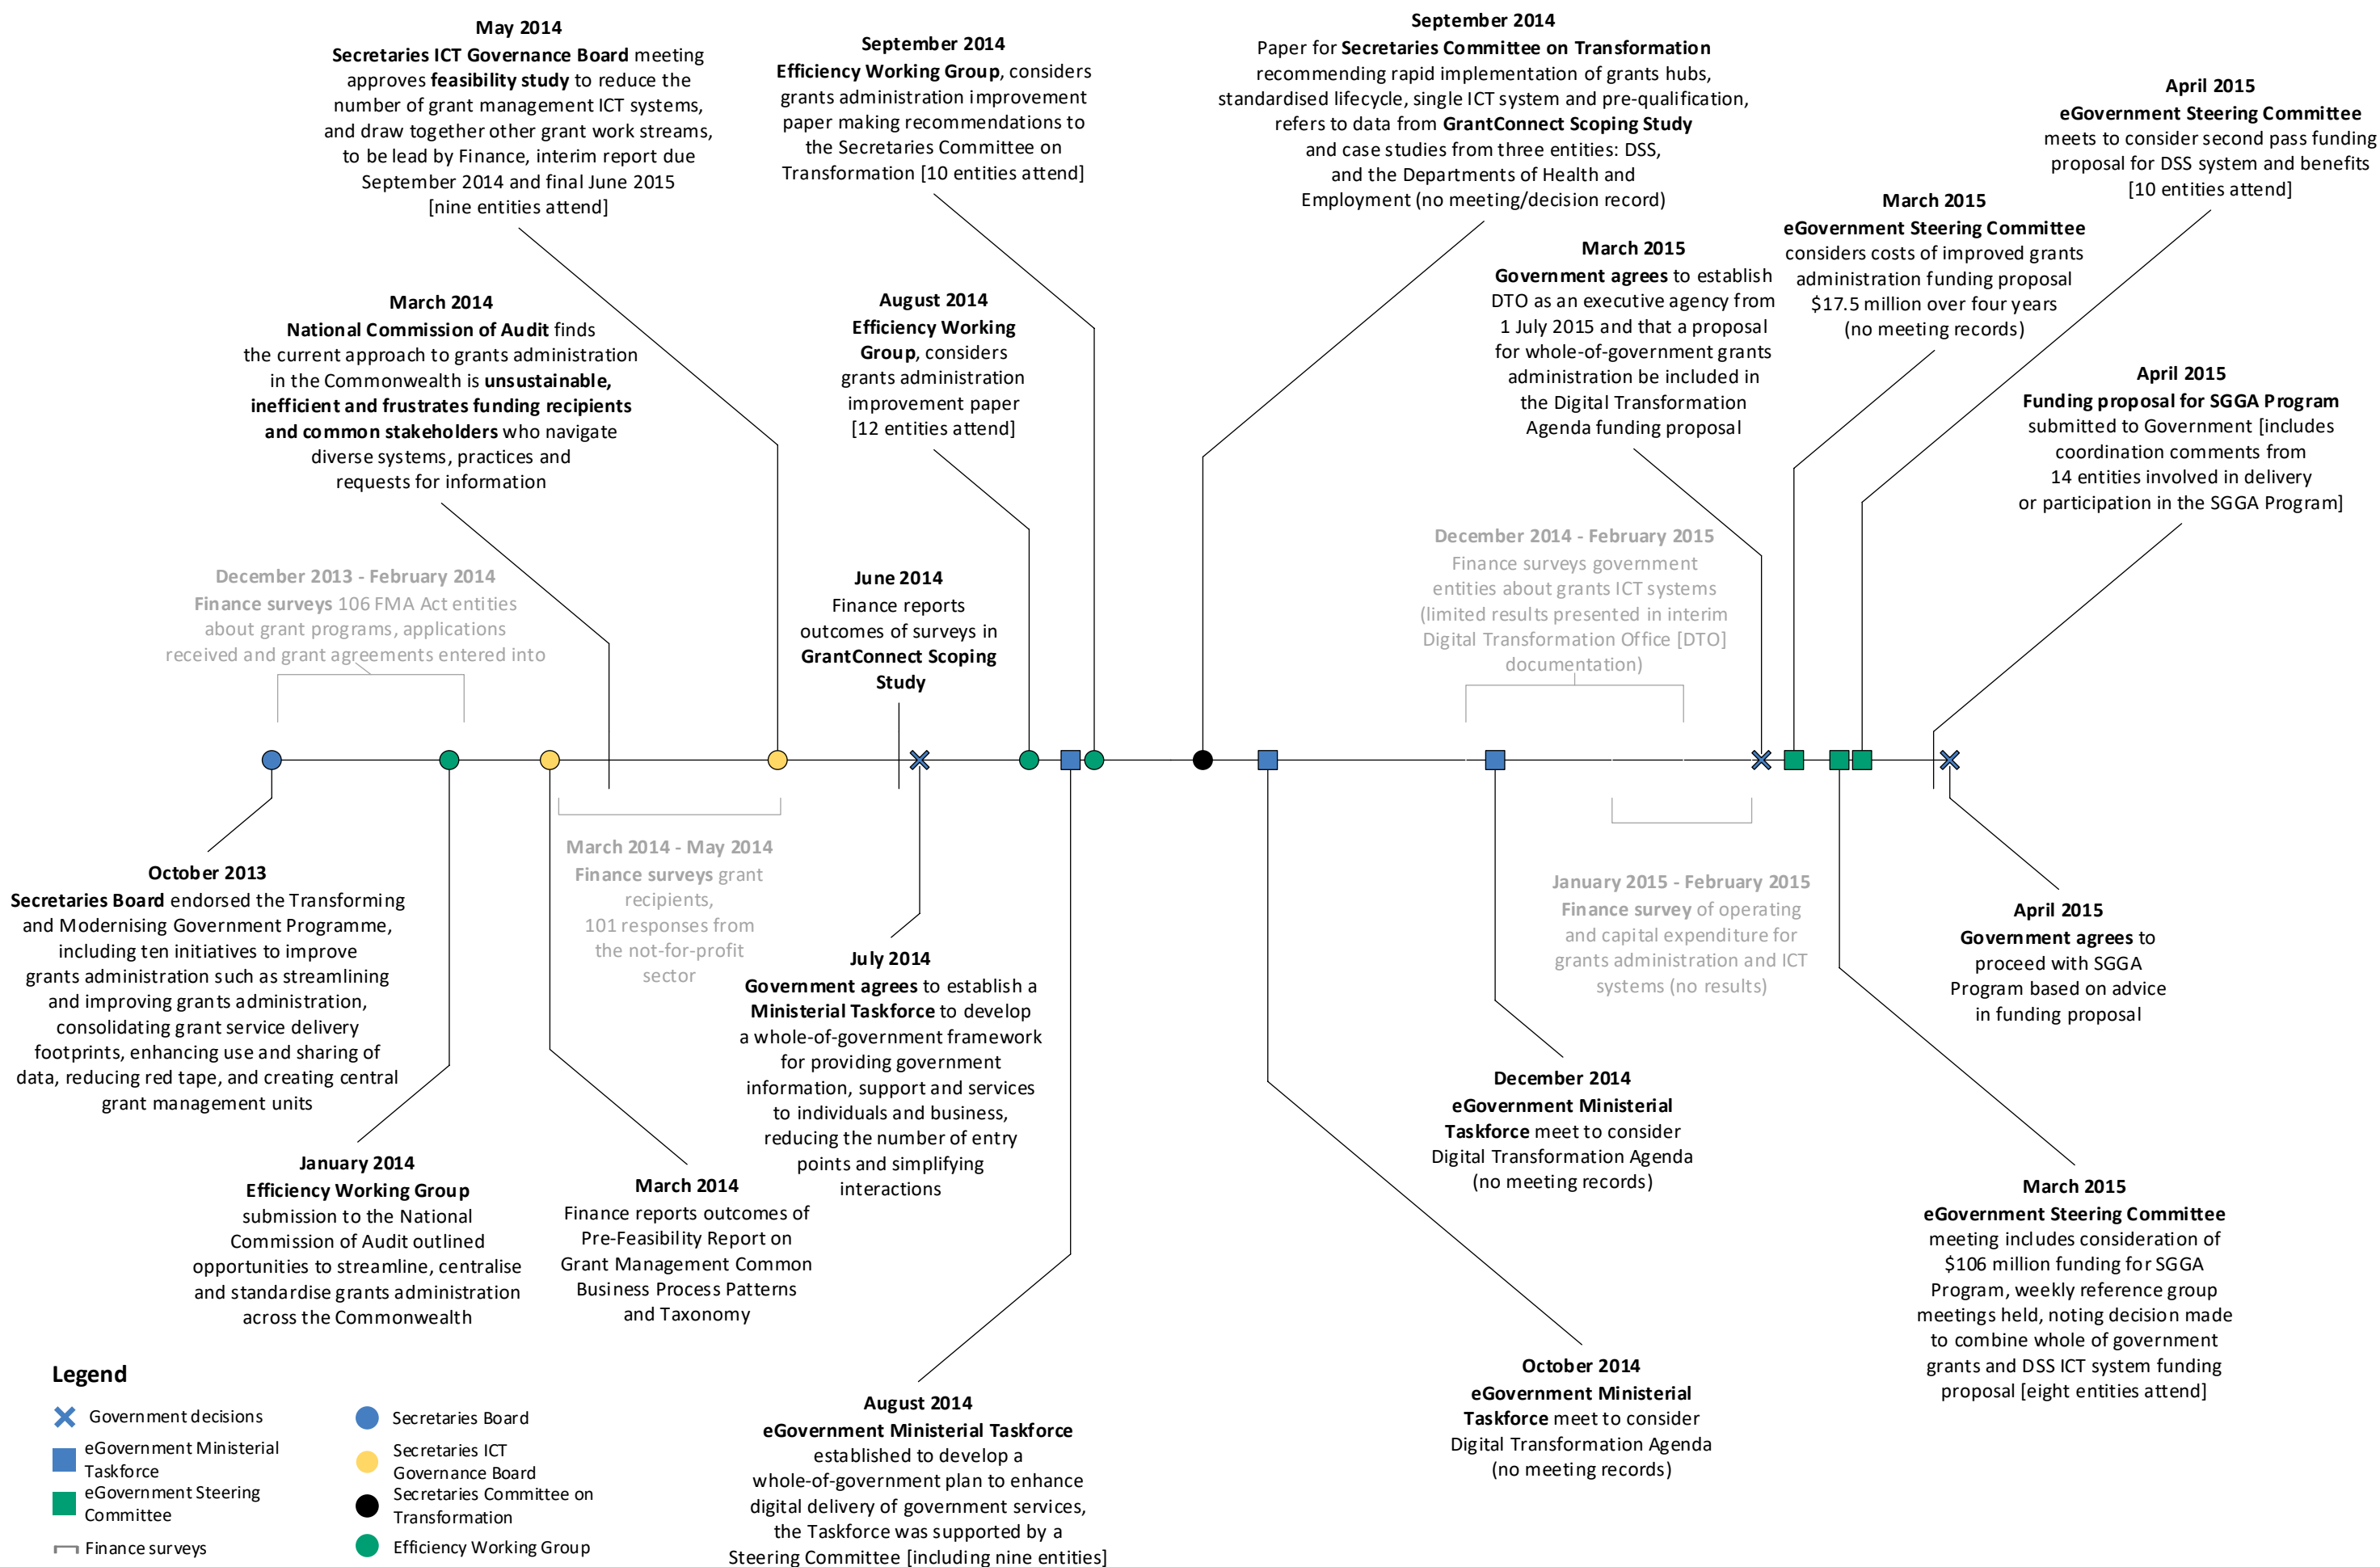 May 2014
Secretaries ICT Governance Board meeting
approves feasibility study to reduce the
number of grant management ICT systems,
and draw together other grant work streams,
to be lead by Finance, interim report due
September 2014 and final June 2015
[nine entities attend]
September 2014
Efficiency Working Group, considers
grants administration improvement
paper making recommendations to
the Secretaries Committee on
Transformation [10 entities attend]
September 2014
Paper for Secretaries Committee on Transformation
recommending rapid implementation of grants hubs,
standardised lifecycle, single ICT system and pre-qualification,
refers to data from GrantConnect Scoping Study
and case studies from three entities: DSS,
and the Departments of Health and
Employment (no meeting/decision record)
April 2015
eGovernment Steering Committee
meets to consider second pass funding
proposal for DSS system and benefits
[10 entities attend]
March 2015
eGovernment Steering Committee
considers costs of improved grants
administration funding proposal
$17.5 million over four years
(no meeting records)
March 2015
Government agrees to establish
DTO as an executive agency from
1 July 2015 and that a proposal
for whole-of-government grants
administration be included in
the Digital Transformation
Agenda funding proposal
March 2014
National Commission of Audit finds
the current approach to grants administration
in the Commonwealth is unsustainable,
inefficient and frustrates funding recipients
and common stakeholders who navigate
diverse systems, practices and
requests for information
August 2014
Efficiency Working
Group, considers
grants administration
improvement paper
[12 entities attend]
April 2015
Funding proposal for SGGA Program
submitted to Government [includes
coordination comments from
14 entities involved in delivery
or participation in the SGGA Program]
December 2013 - February 2014
Finance surveys 106 FMA Act entities
about grant programs, applications
received and grant agreements entered into
June 2014
Finance reports
outcomes of surveys in
GrantConnect Scoping
Study
December 2014 - February 2015
Finance surveys government
entities about grants ICT systems
(limited results presented in interim
Digital Transformation Office [DTO]
documentation)
October 2013
Secretaries Board endorsed the Transforming
and Modernising Government Programme,
including ten initiatives to improve
grants administration such as streamlining
and improving grants administration,
consolidating grant service delivery
footprints, enhancing use and sharing of
data, reducing red tape, and creating central
grant management units
March 2014 - May 2014
Finance surveys grant
recipients,
101 responses from
the not-for-profit
sector
July 2014
Government agrees to establish a
Ministerial Taskforce to develop
a whole-of-government framework
for providing government
information, support and services
to individuals and business,
reducing the number of entry
points and simplifying
interactions
January 2015 - February 2015
Finance survey of operating
and capital expenditure for
grants administration and ICT
systems (no results)
April 2015
Government agrees to
proceed with SGGA
Program based on advice
in funding proposal
January 2014
Efficiency Working Group
submission to the National
Commission of Audit outlined
opportunities to streamline, centralise
and standardise grants administration
across the Commonwealth
March 2014
Finance reports outcomes of
Pre-Feasibility Report on
Grant Management Common
Business Process Patterns
and Taxonomy
December 2014
eGovernment Ministerial
Taskforce meet to consider
Digital Transformation Agenda
(no meeting records)
March 2015
eGovernment Steering Committee
meeting includes consideration of
$106 million funding for SGGA
Program, weekly reference group
meetings held, noting decision made
to combine whole of government
grants and DSS ICT system funding
proposal [eight entities attend]
August 2014
eGovernment Ministerial Taskforce
established to develop a
whole-of-government plan to enhance
digital delivery of government services,
the Taskforce was supported by a
Steering Committee [including nine entities]
October 2014
eGovernment Ministerial
Taskforce meet to consider
Digital Transformation Agenda
(no meeting records)
Legend
Government decisions
eGovernment Ministerial
Taskforce
eGovernment Steering
Committee
Finance surveys
Secretaries Board
Secretaries ICT
Governance Board
Secretaries Committee on
Transformation
Efficiency Working Group